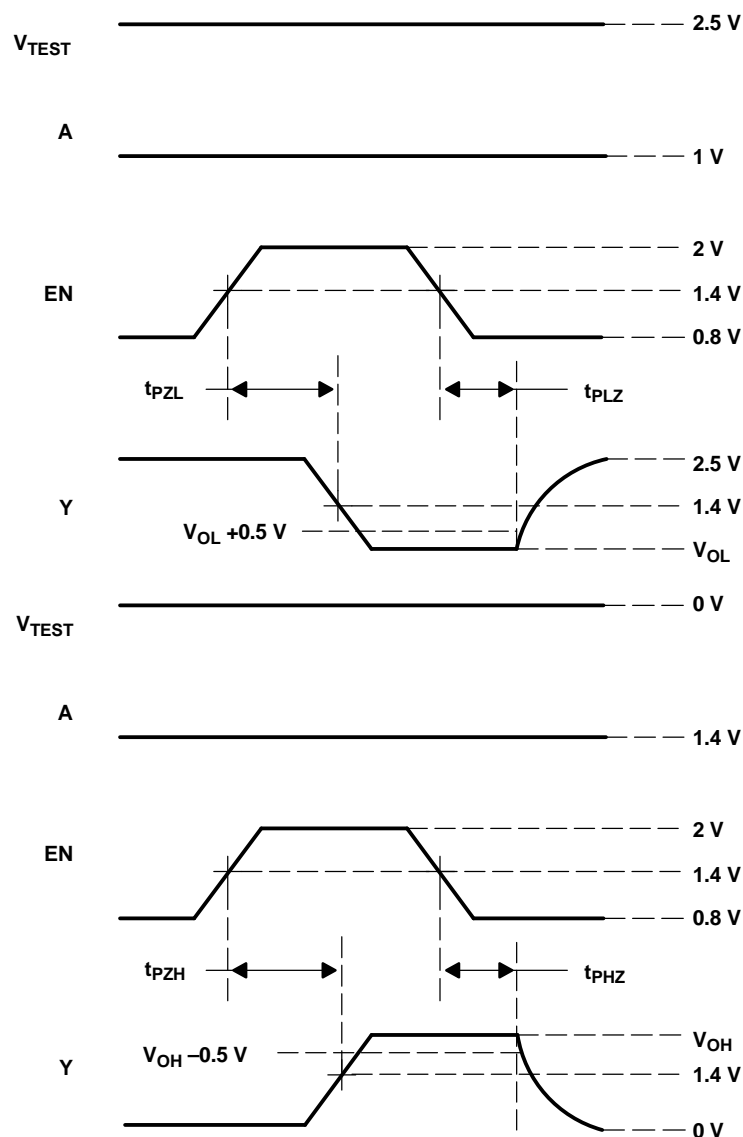 2.5 V
V_TEST
A
1 V
2 V
EN
1.4 V
0.8 V
t_PZL
t_PLZ
2.5 V
Y
1.4 V
V_OL +0.5 V
V_OL
0 V
V_TEST
A
1.4 V
2 V
EN
1.4 V
0.8 V
t_PZH
t_PHZ
V_OH
V_OH –0.5 V
Y
1.4 V
0 V